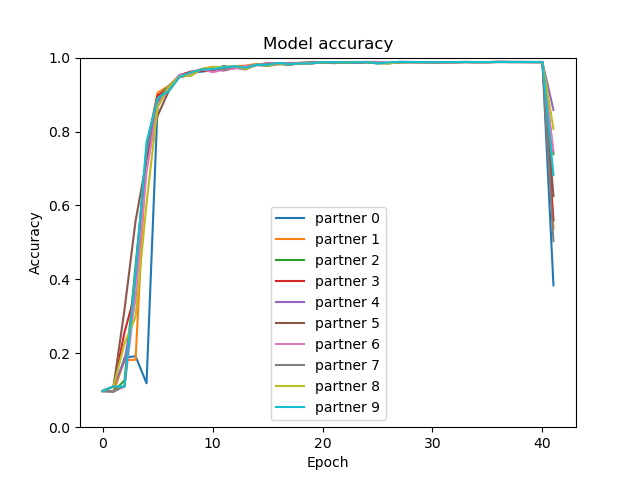 Model accuracy
1.0
0.8
0.6
0.4
0.2
0.0
Accuracy
partner 0
partner 1
partner 2
partner 3
partner 4
partner 5
partner 6
partner 7
partner 8
partner 9
0 10 20 30 40
Epoch